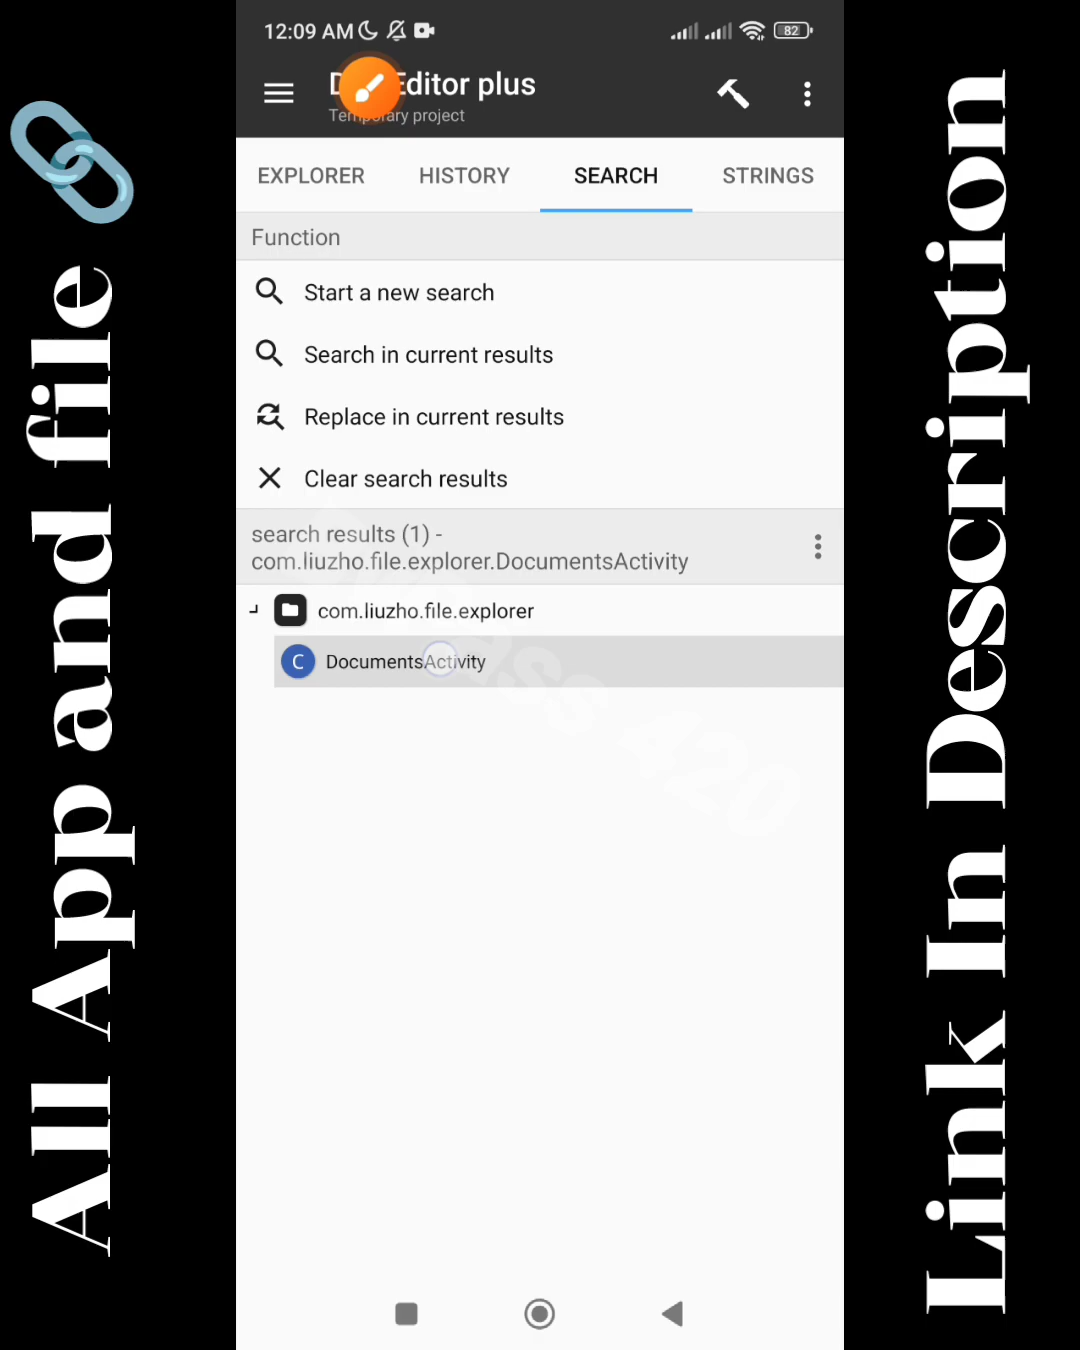 12:09 AM
82
Editor plus
Temporary project
EXPLORER
HISTORY
SEARCH
STRINGS
Function
Start a new search
Search in current results
Replace in current results
Clear search results
search results (1) -
com.liuzho.file.explorer.DocumentsActivity
com.liuzho.file.explorer
C DocumentsActivity
All App and file
Link In Description
420